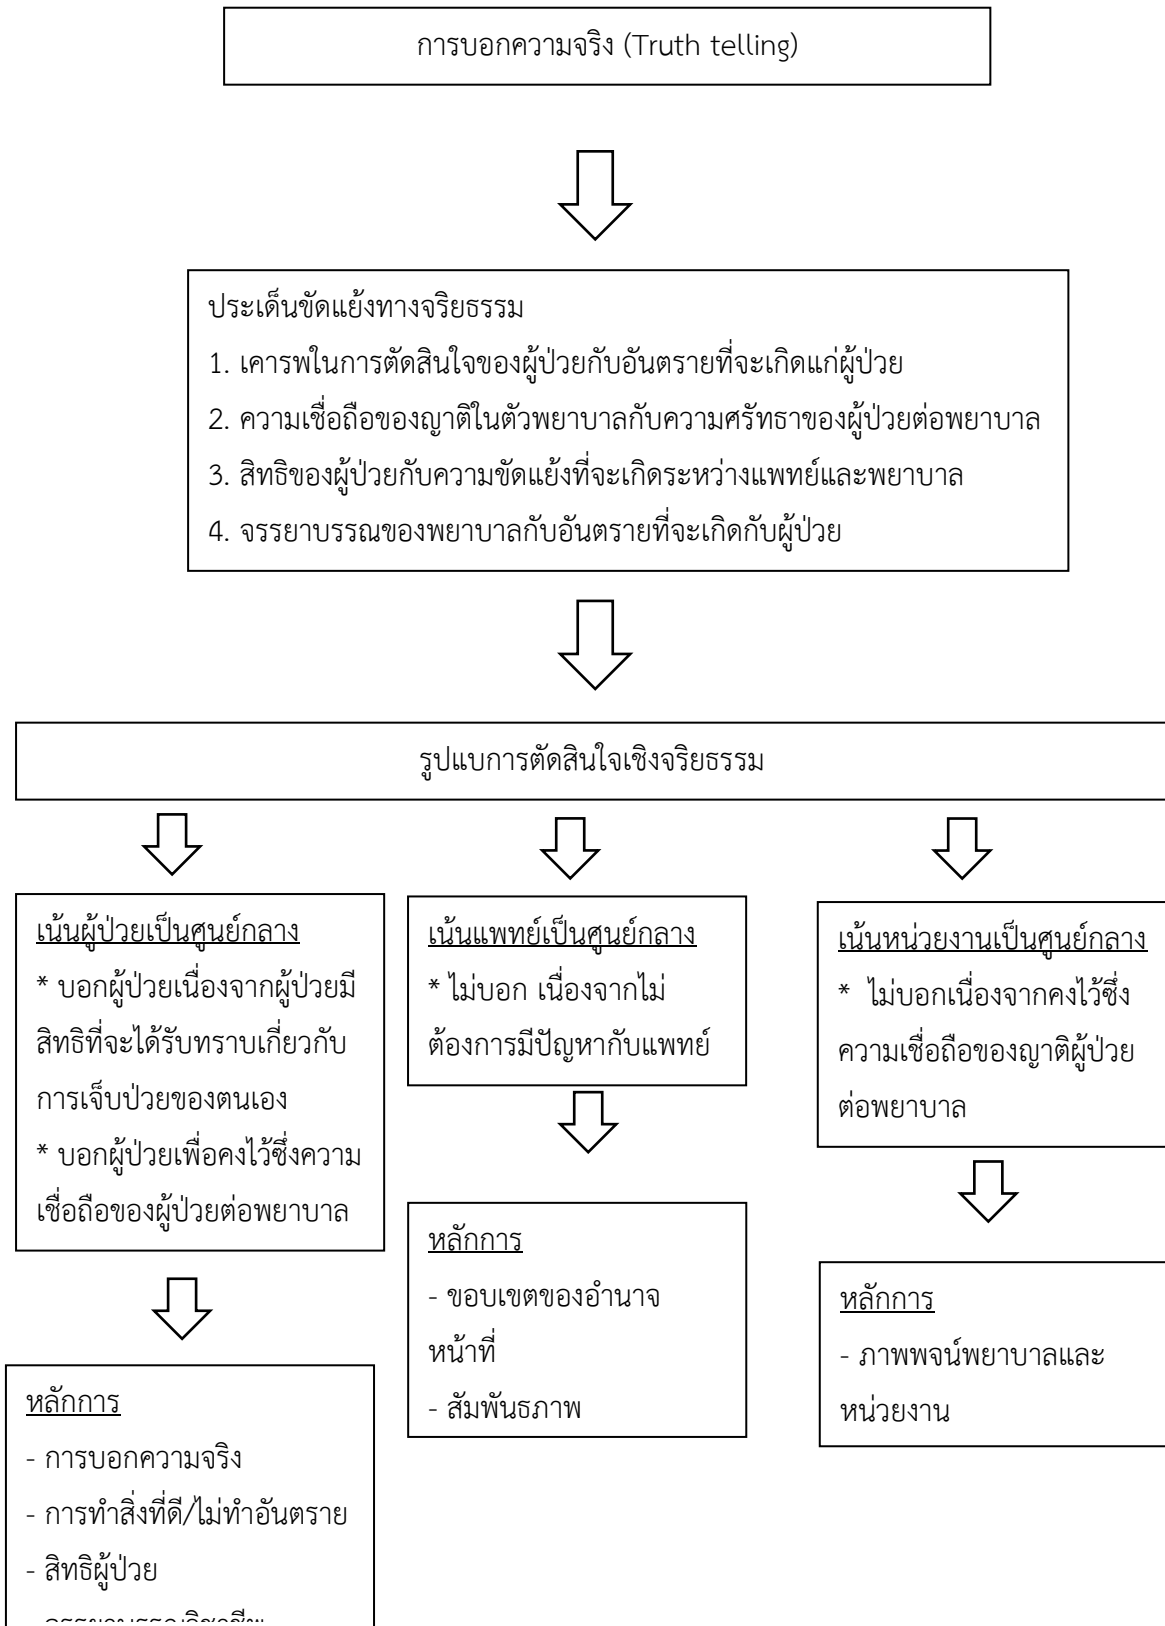 การบอกความจริง (Truth telling)
ประเด็นขัดแย้งทางจริยธรรม
1. เคารพในการตัดสินใจของผู้ป่วยกับอันตรายที่จะเกิดแก่ผู้ป่วย
2. ความเชื่อถือของญาติในตัวพยาบาลกับความศรัทธาของผู้ป่วยต่อพยาบาล
3. สิทธิของผู้ป่วยกับความขัดแย้งที่จะเกิดระหว่างแพทย์และพยาบาล
4. จรรยาบรรณของพยาบาลกับอันตรายที่จะเกิดกับผู้ป่วย
รูปแบบการตัดสินใจเชิงจริยธรรม
เน้นผู้ป่วยเป็นศูนย์กลาง
* บอกผู้ป่วยเนื่องจากผู้ป่วยมี
สิทธิที่จะได้รับทราบเกี่ยวกับ
การเจ็บป่วยของตนเอง
* บอกผู้ป่วยเพื่อคงไว้ซึ่งความ
เชื่อถือของผู้ป่วยต่อพยาบาล
หลักการ
- การบอกความจริง
- การทำสิ่งที่ดี/ไม่ทำอันตราย
- สิทธิผู้ป่วย
เน้นแพทย์เป็นศูนย์กลาง
* ไม่บอก เนื่องจากไม่
ต้องการมีปัญหากับแพทย์
หลักการ
- ขอบเขตของอำนาจ
หน้าที่
- สัมพันธภาพ
เน้นหน่วยงานเป็นศูนย์กลาง
* ไม่บอกเนื่องจากคงไว้ซึ่ง
ความเชื่อถือของญาติผู้ป่วย
ต่อพยาบาล
หลักการ
- ภาพพจน์พยาบาลและ
หน่วยงาน